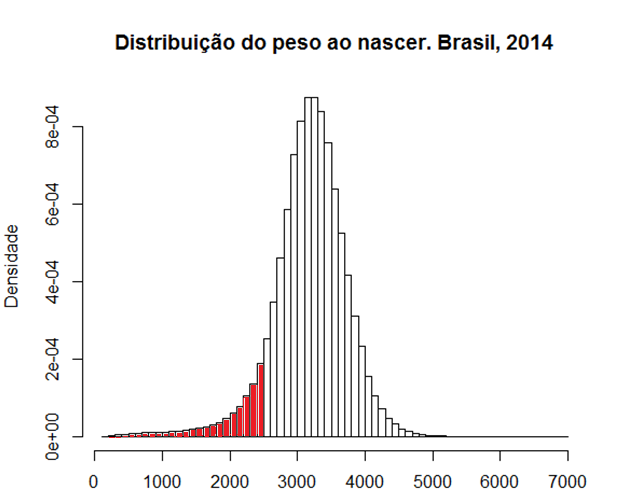 Distribuição do peso ao nascer. Brasil, 2014
Densidade
8e-04
6e-04
4e-04
2e-04
0e+00
0 1000 2000 3000 4000 5000 6000 7000